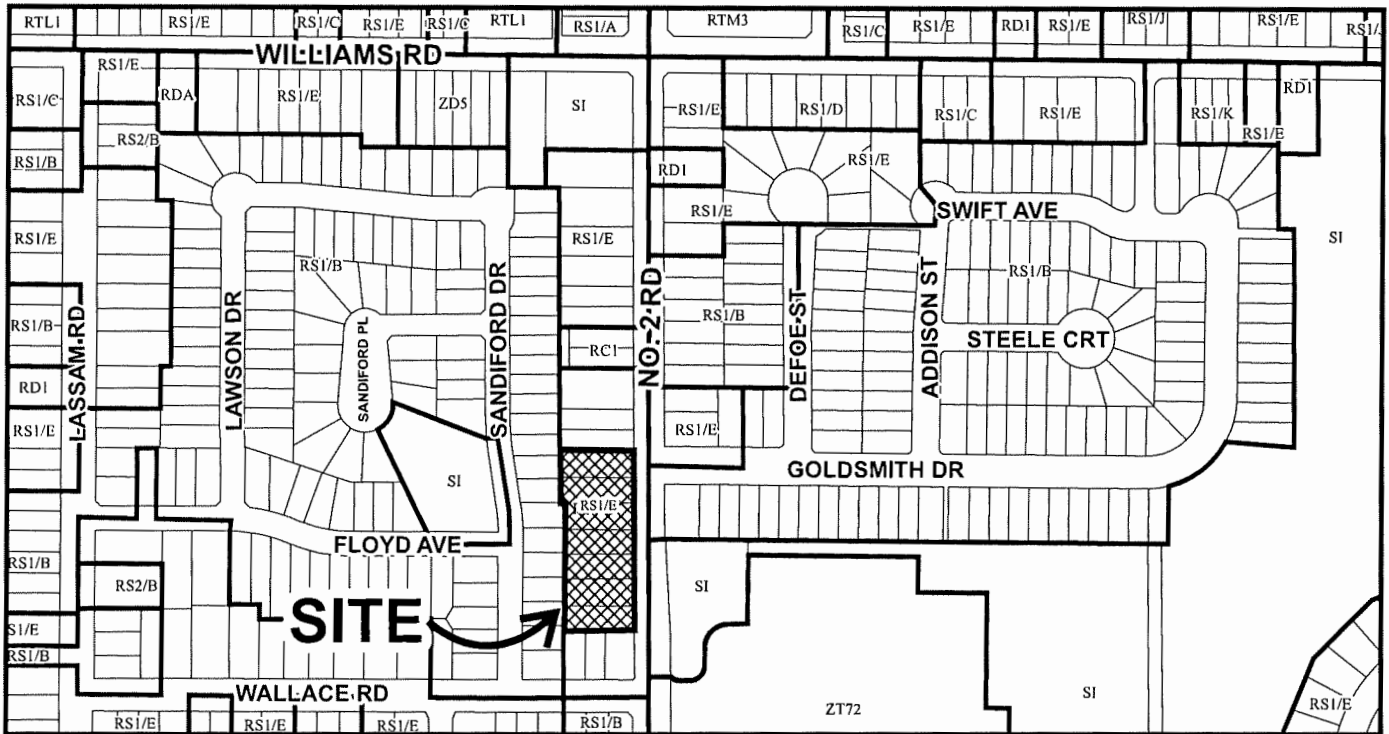 RTL1 RS1/E RS1/C RS1/E RS1/C RTL1 RS1/A RTM3 RS1/C RS1/E RD1 RS1/E RS1/J RS1/E
WILLIAMS RD
RS1/E
RS1/C RDA RS1/E ZD5 SI RS1/E RS1/D RS1/C RS1/E RS1/K RD1
RS2/B RS1/E
RS1/B RD1 RS1/E
RS1/E SWIFT AVE
RS1/E RS1/E SI
RS1/B RS1/B
LASSAM RD
LAWSON DR
SANDIFORD PL
SANDIFORD DR
NO. 2 RD
DEFOE ST
ADDISON ST
RS1/B RS1/B
RC1 STEELE CRT
RD1
RS1/E RS1/E
GOLDSMITH DR
SI
RS1/E
FLOYD AVE
RS1/B RS2/B SI
SITE
S1/E
RS1/B
WALLACE RD SI
RS1/E RS1/E RS1/E RS1/B ZT72 RS1/E